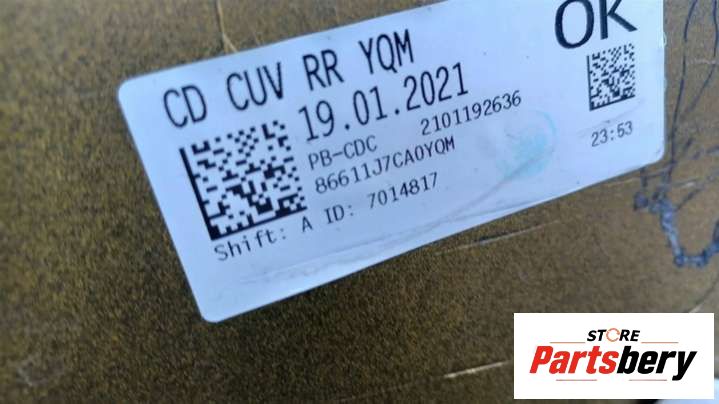 OK
CD CUV RR YQM
19.01.2021
PB-CDC 2101192636
86611J7CA0YQM
23:53
Shift: A ID: 7014817
STORE
Partsbery